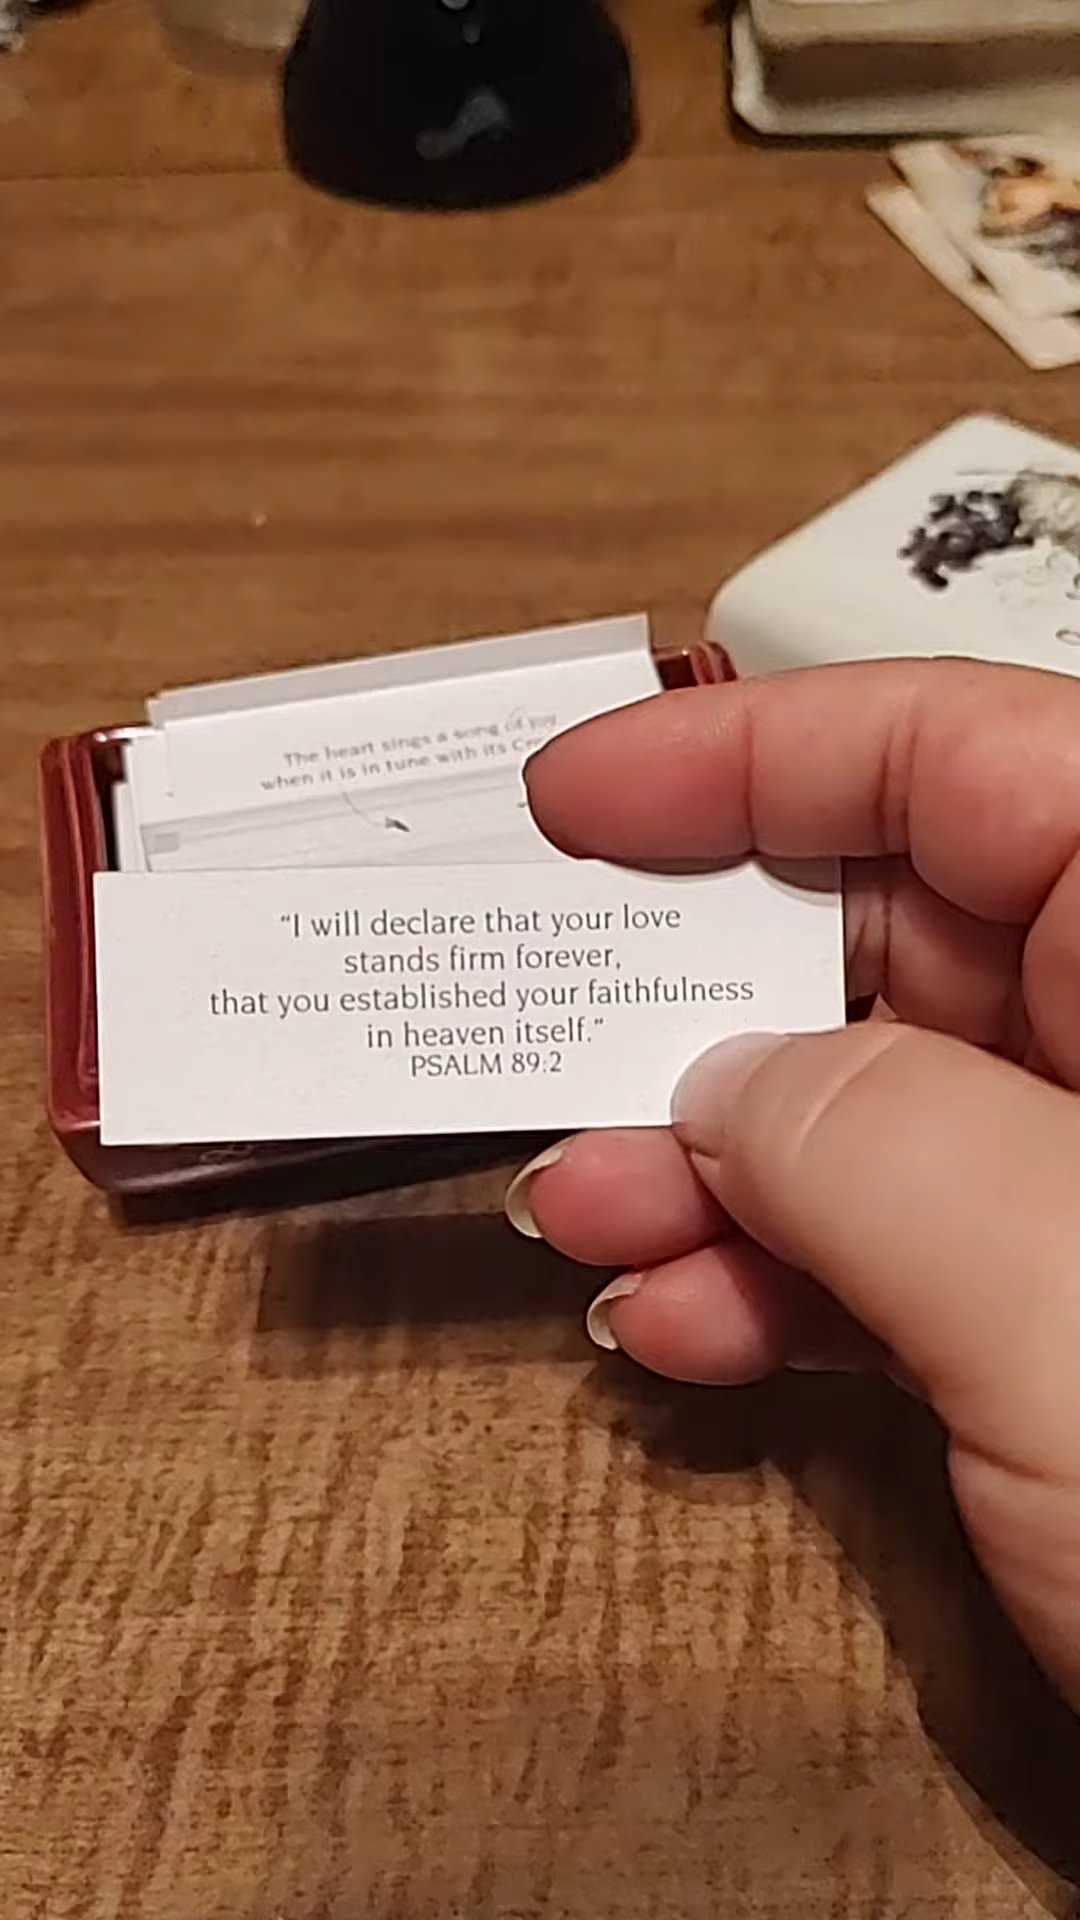 The heart sings a song of joy
when it is in tune with its
“I will declare that your love
stands firm forever,
that you established your faithfulness
in heaven itself.”
PSALM 89:2